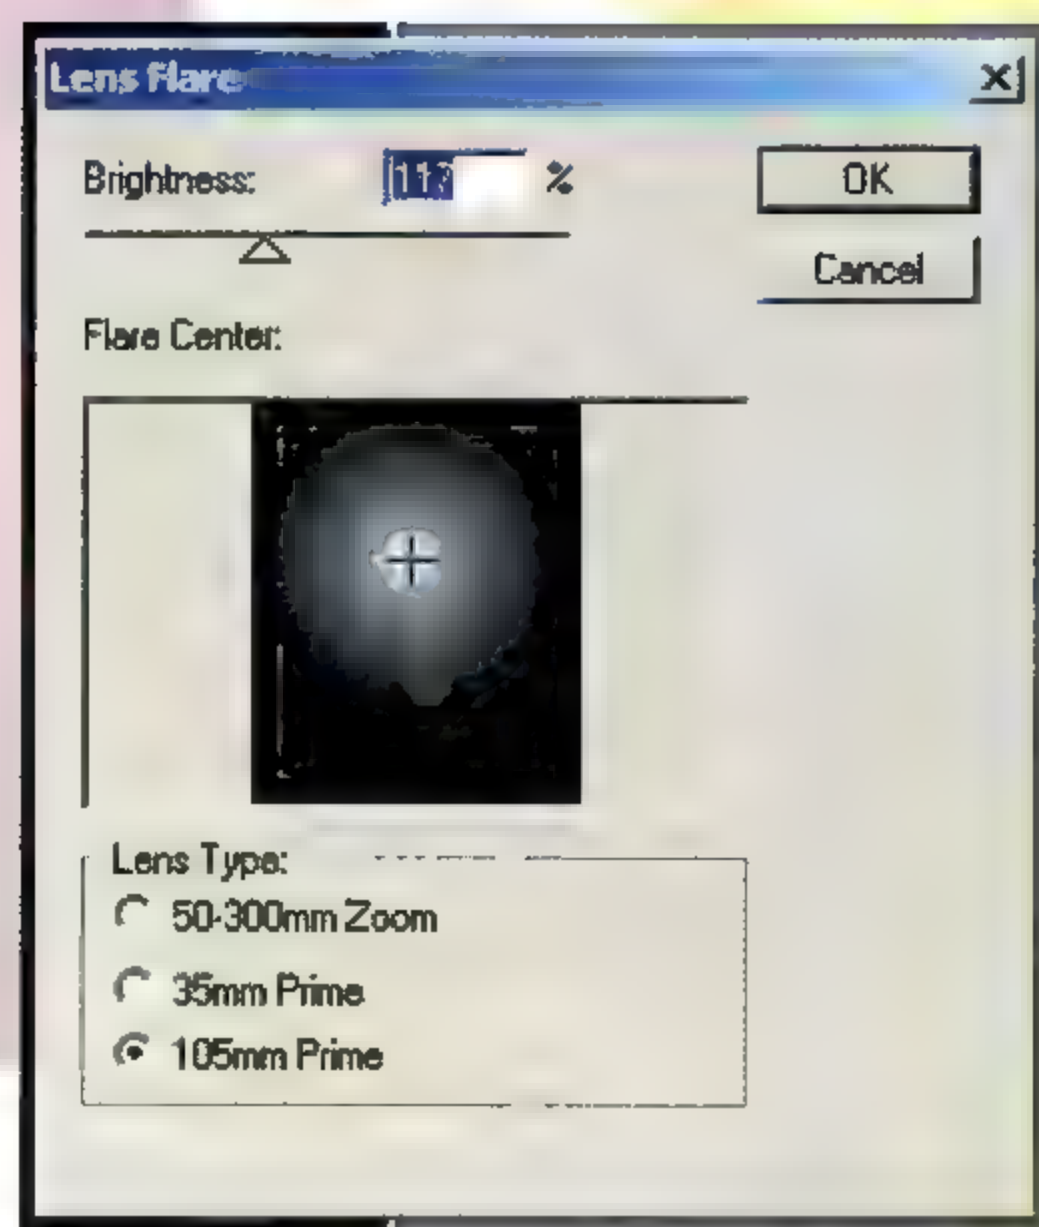 Lens Flare
Brightness: %
OK
Cancel
Flare Center:
Lens Type:
50-300mm Zoom
35mm Prime
105mm Prime